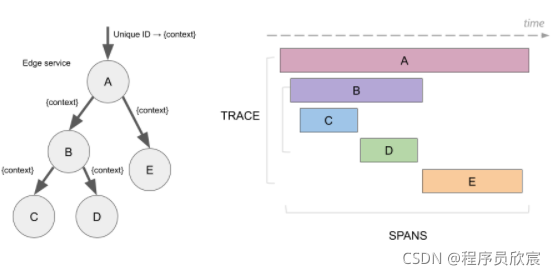 Unique ID → {context}
Edge service
A
{context}
{context}
B
E
{context}
{context}
C
D
time
A
B
TRACE
C
D
E
SPANS
CSDN @程序员欣宸